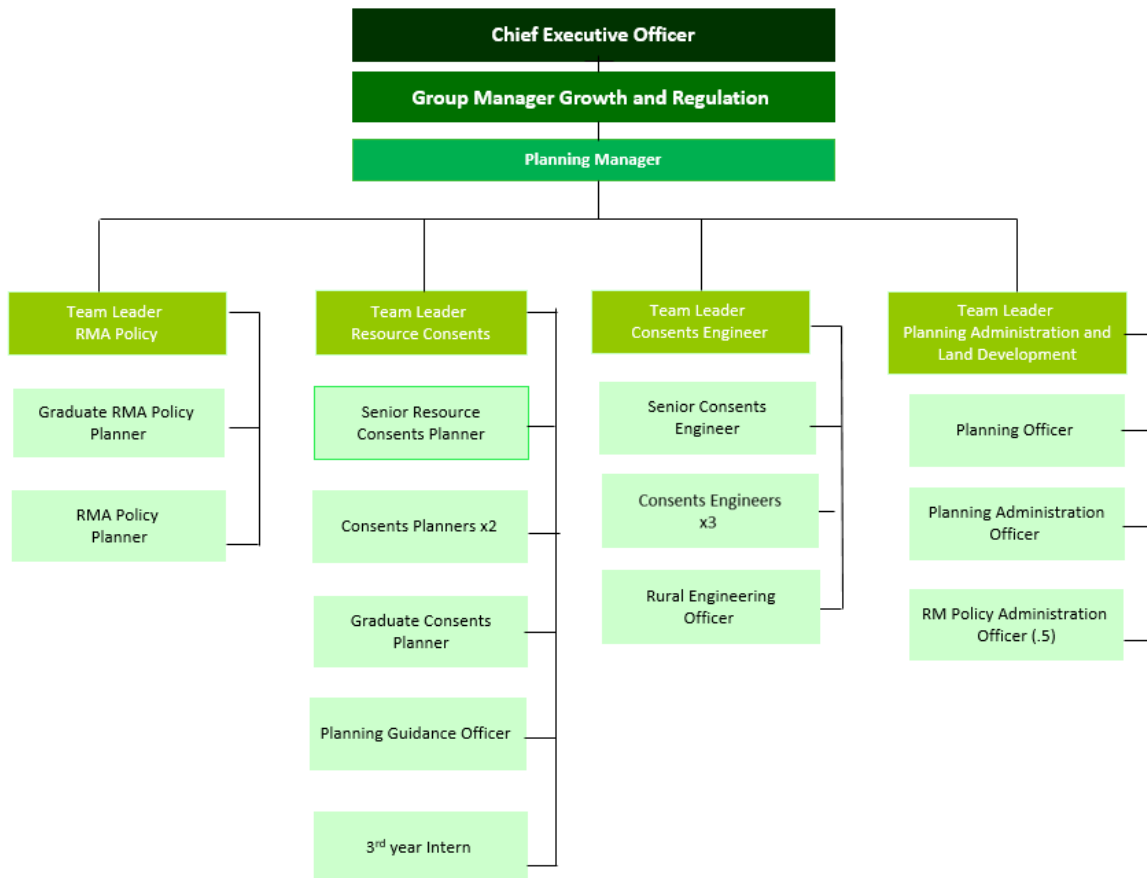 Chief Executive Officer
Group Manager Growth and Regulation
Planning Manager
Team Leader
RMA Policy
Graduate RMA Policy
Planner
RMA Policy
Planner
Team Leader
Resource Consents
Senior Resource
Consents Planner
Consents Planners x2
Graduate Consents
Planner
Planning Guidance Officer
3rd year Intern
Team Leader
Consents Engineer
Senior Consents
Engineer
Consents Engineers
x3
Rural Engineering
Officer
Team Leader
Planning Administration and
Land Development
Planning Officer
Planning Administration
Officer
RM Policy Administration
Officer (.5)